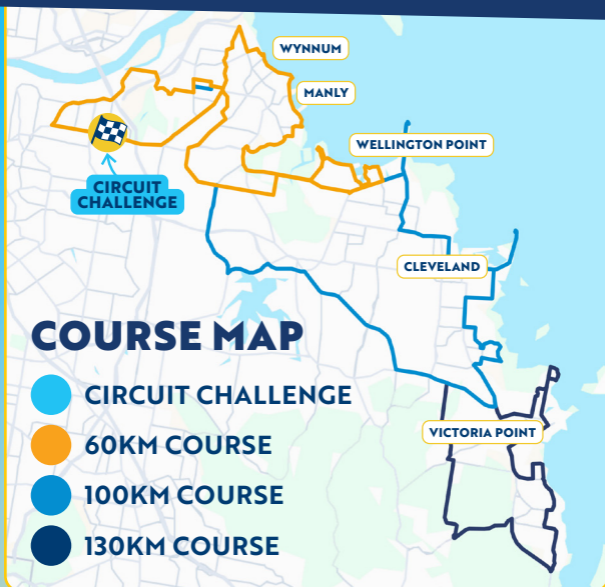 WYNNUM
MANLY
WELLINGTON POINT
CIRCUIT
CHALLENGE
CLEVELAND
COURSE MAP
CIRCUIT CHALLENGE
60KM COURSE
VICTORIA POINT
100KM COURSE
130KM COURSE